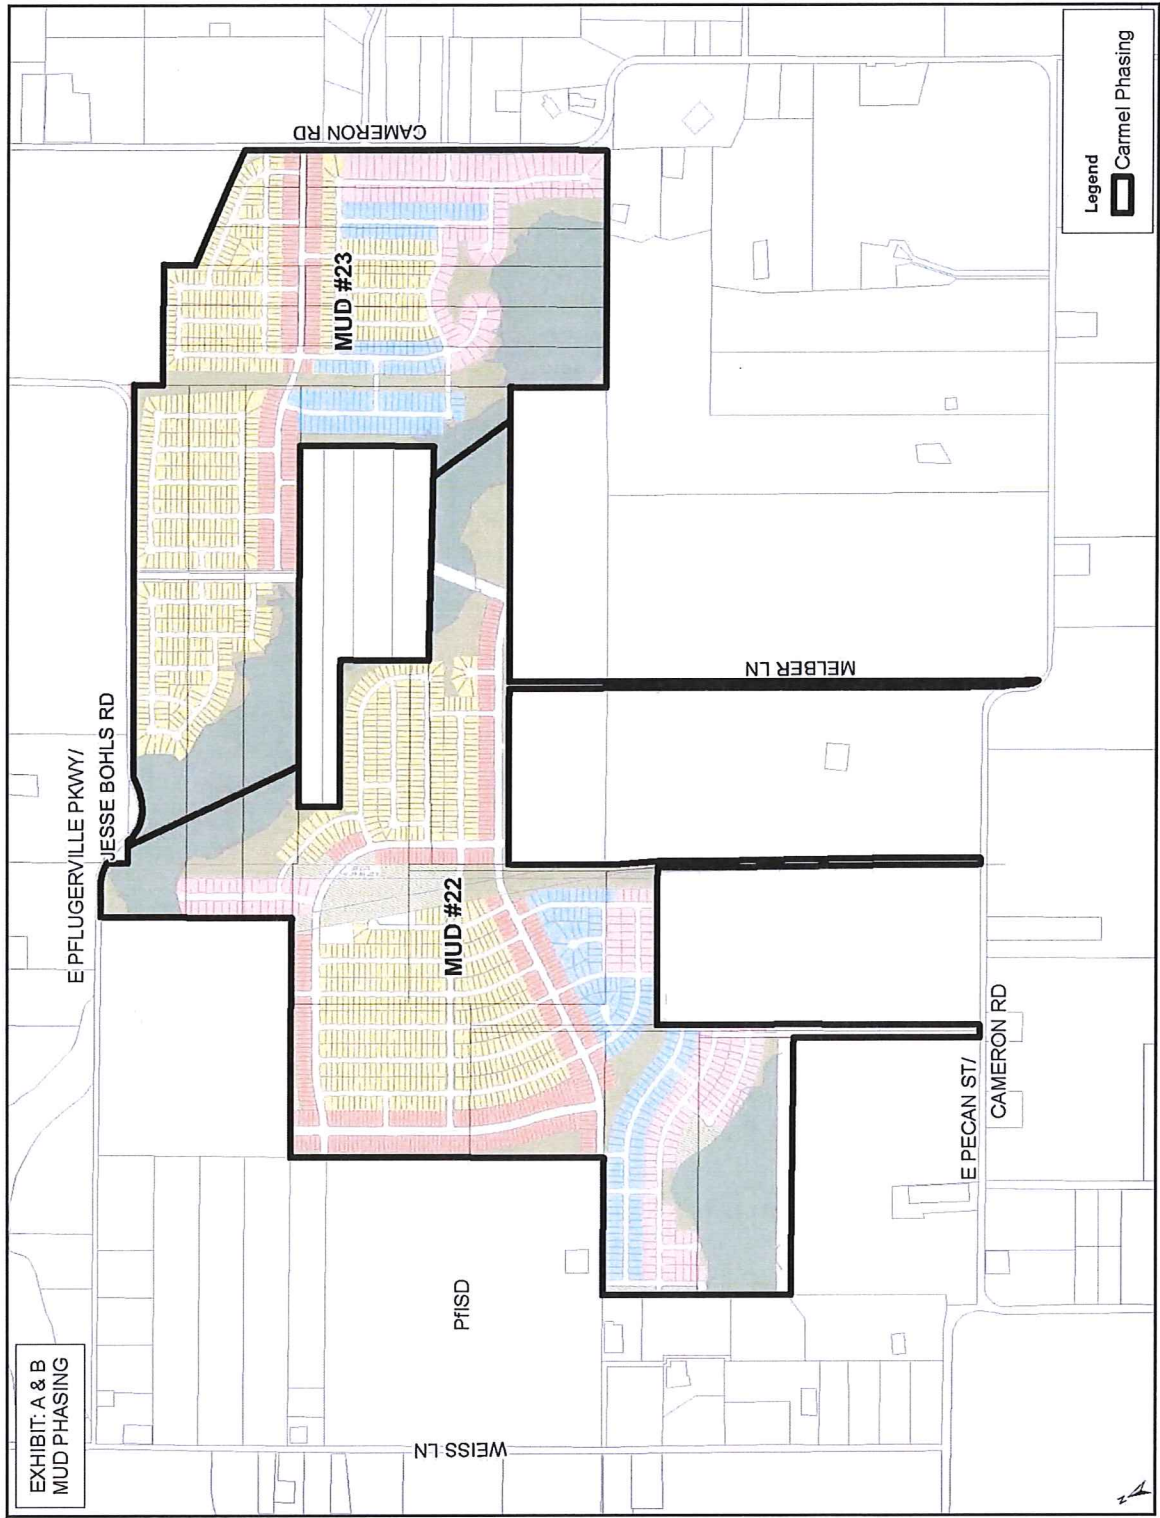 EXHIBIT: A & B
MUD PHASING
WEISS LN
PfISD
E PFLUGERVILLE PKWY/
JESSE BOHLS RD
MUD #22
MUD #23
CAMERON RD
MELBER LN
E PECAN ST/
CAMERON RD
Legend
Carmel Phasing
N